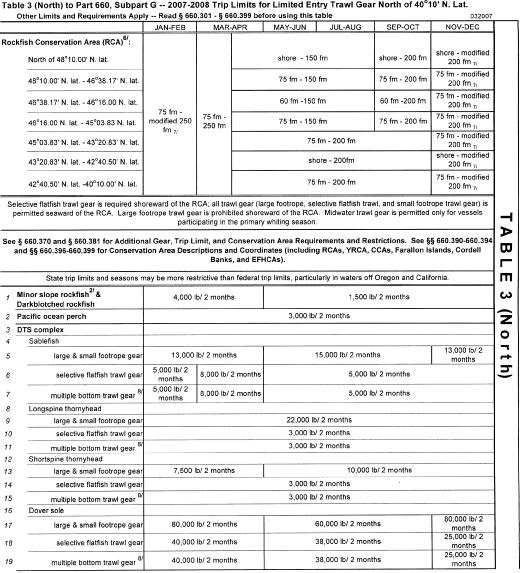 Table 3 (North) to Part 660, Subpart G -- 2007-2008 Trip Limits for Limited Entry Trawl Gear North of 40°10' N. Lat.
Other Limits and Requirements Apply -- Read § 660.301 - § 660.399 before using this table 032007
JAN-FEB MAR-APR MAY-JUN JUL-AUG SEP-OCT NOV-DEC
Rockfish Conservation Area (RCA)6/:
North of 48°10.00' N. lat. shore - 150 fm shore - 200 fm shore - modified 200 fm 7/
48°10.00' N. lat. - 46°38.17' N. lat. 75 fm - 150 fm 75 fm - 200 fm 75 fm - modified 200 fm 7/
46°38.17' N. lat. - 46°16.00 N. lat. 60 fm -150 fm 60 fm -200 fm 75 fm - modified 200 fm 7/
75 fm - modified 250 fm 7/ 75 fm - 250 fm
46°16.00 N. lat. - 45°03.83 N. lat. 75 fm - 150 fm 75 fm - 200 fm 75 fm - modified 200 fm 7/
45°03.83 N. lat. - 43°20.83' N. lat. 75 fm - 200 fm 75 fm - modified 200 fm 7/
43°20.83' N. lat. - 42°40.50' N. lat. shore - 200fm shore - modified 200 fm 7/
42°40.50' N. lat. -40°10.00' N. lat. 75 fm - 200 fm 75 fm - modified 200 fm 7/
Selective flatfish trawl gear is required shoreward of the RCA; all trawl gear (large footrope, selective flatfish trawl, and small footrope trawl gear) is
permitted seaward of the RCA. Large footrope trawl gear is prohibited shoreward of the RCA. Midwater trawl gear is permitted only for vessels
participating in the primary whiting season.
See § 660.370 and § 660.381 for Additional Gear, Trip Limit, and Conservation Area Requirements and Restrictions. See §§ 660.390-660.394
and §§ 660.396-660.399 for Conservation Area Descriptions and Coordinates (including RCAs, YRCA, CCAs, Farallon Islands, Cordell
Banks, and EFHCAs).
State trip limits and seasons may be more restrictive than federal trip limits, particularly in waters off Oregon and California.
1 Minor slope rockfish2/ & Darkblotched rockfish 4,000 lb/ 2 months 1,500 lb/ 2 months
2 Pacific ocean perch 3,000 lb/ 2 months
3 DTS complex
4 Sablefish
5 large & small footrope gear 13,000 lb/ 2 months 15,000 lb/ 2 months 13,000 lb/ 2 months
6 selective flatfish trawl gear 5,000 lb/ 2 months 8,000 lb/ 2 months 5,000 lb/ 2 months
7 multiple bottom trawl gear 8/ 5,000 lb/ 2 months 8,000 lb/ 2 months 5,000 lb/ 2 months
8 Longspine thornyhead
9 large & small footrope gear 22,000 lb/ 2 months
10 selective flatfish trawl gear 3,000 lb/ 2 months
11 multiple bottom trawl gear 8/ 3,000 lb/ 2 months
12 Shortspine thornyhead
13 large & small footrope gear 7,500 lb/ 2 months 10,000 lb/ 2 months
14 selective flatfish trawl gear 3,000 lb/ 2 months
15 multiple bottom trawl gear 8/ 3,000 lb/ 2 months
16 Dover sole
17 large & small footrope gear 80,000 lb/ 2 months 60,000 lb/ 2 months 80,000 lb/ 2 months
18 selective flatfish trawl gear 40,000 lb/ 2 months 38,000 lb/ 2 months 25,000 lb/ 2 months
19 multiple bottom trawl gear 8/ 40,000 lb/ 2 months 38,000 lb/ 2 months 25,000 lb/ 2 months
TABLE 3 (North)